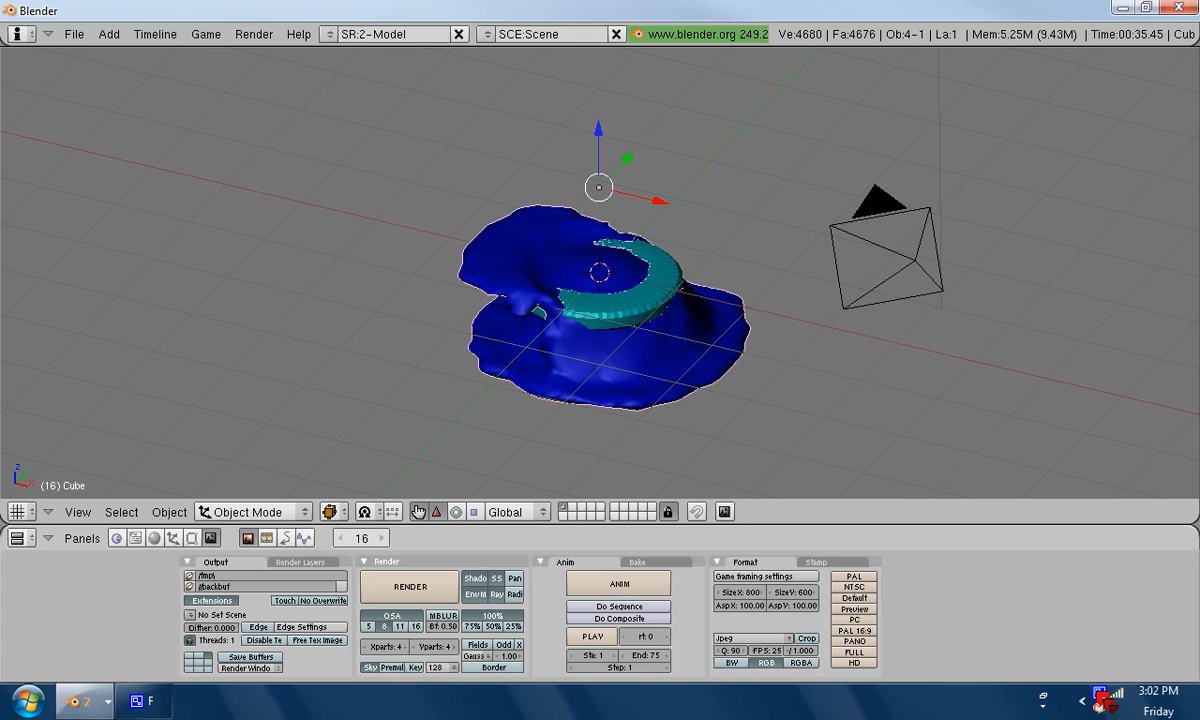 Blender
File Add Timeline Game Render Help SR:2-Model SCE:Scene www.blender.org 249.2 Ve:4680 | Fa:4676 | Ob:4-1 | La:1 | Mem:5.25M (9.43M) | Time:00:35.45 | Cub
z
x
(16) Cube
View Select Object Object Mode Global
Panels 16
Output Render Layers Render Anim Bake Format Stamp
/tmp\
//backbuf
Extensions Touch No Overwrite
No Set Scene
Dither: 0.000 Edge Edge Settings
Threads: 1 Disable Te Free Tex Image
Save Buffers
Render Windo
RENDER
Shado SS Pan
EnvM Ray Radi
OSA MBLUR 100%
5 8 11 16 Bf: 0.50 75% 50% 25%
Xparts: 4 Yparts: 4 Fields Odd X
Gauss 1.00
Sky Premul Key 128 Border
ANIM
Do Sequence
Do Composite
PLAY rt: 0
Sta: 1 End: 75
Step: 1
Game framing settings
SizeX: 800 SizeY: 600
AspX: 100.00 AspY: 100.00
Jpeg Crop
Q: 90 FPS: 25 /1.000
BW RGB RGBA
PAL
NTSC
Default
Preview
PC
PAL 16:9
PANO
FULL
HD
2 F 3:02 PM
Friday